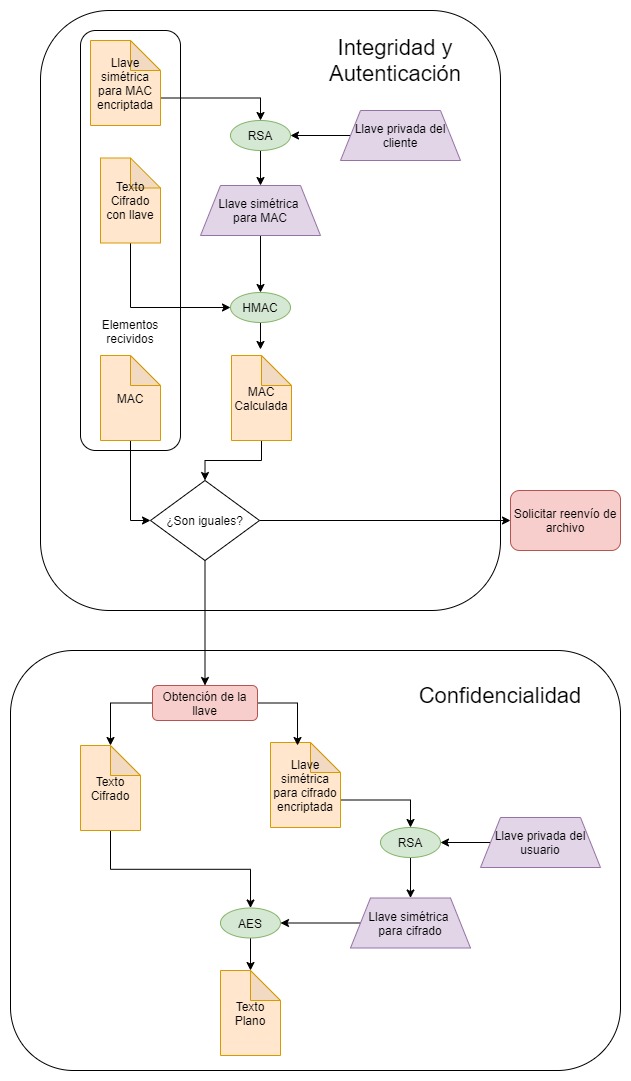 Integridad y
Autenticación
Llave
simétrica
para MAC
encriptada
RSA
Llave privada del
cliente
Texto
Cifrado
con llave
Llave simétrica
para MAC
HMAC
Elementos
recividos
MAC
MAC
Calculada
¿Son iguales?
Solicitar reenvío de
archivo
Confidencialidad
Obtención de la
llave
Texto
Cifrado
Llave
simétrica
para cifrado
encriptada
RSA
Llave privada del
usuario
AES
Llave simétrica
para cifrado
Texto
Plano